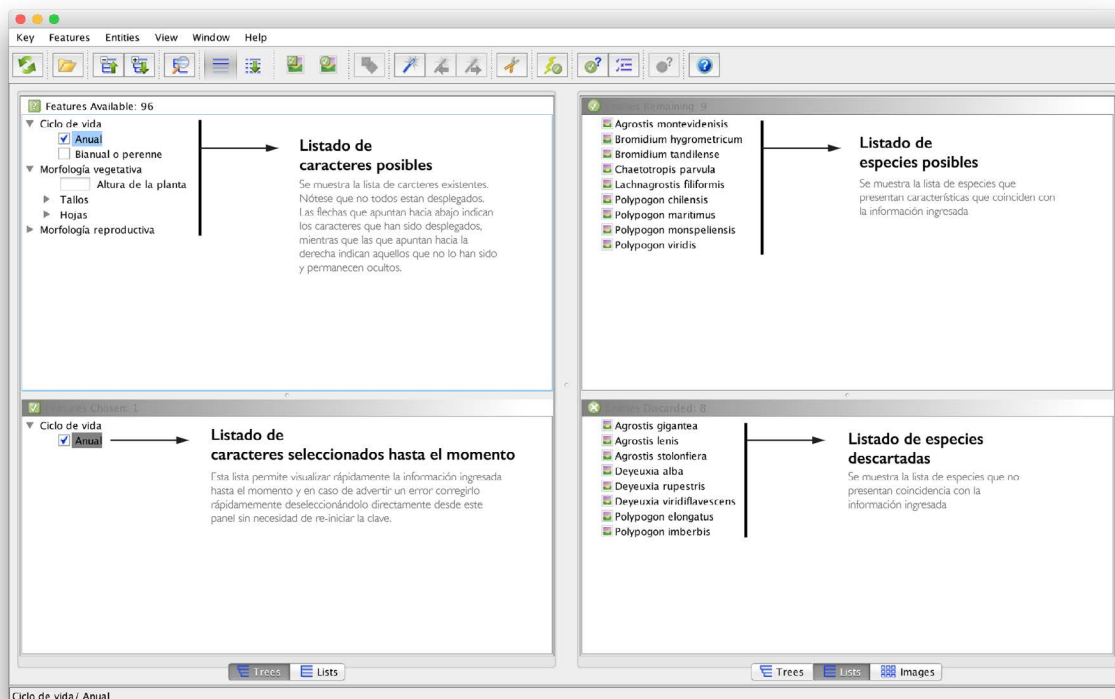 Key Features Entities View Window Help
Features Available: 96
Ciclo de vida
Anual
Bianual o perenne
Morfología vegetativa
Altura de la planta
Tallos
Hojas
Morfología reproductiva
Listado de
caracteres posibles
Se muestra la lista de carcteres existentes.
Nótese que no todos estan desplegados.
Las flechas que apuntan hacia abajo indican
los caracteres que han sido desplegados,
mientras que las que apuntan hacia la
derecha indican aquellos que no lo han sido
y permanecen ocultos.
Entities Remaining: 9
Agrostis montevidenisis
Bromidium hygrometricum
Bromidium tandilense
Chaetotropis parvula
Lachnagrostis filiformis
Polypogon chilensis
Polypogon maritimus
Polypogon monspeliensis
Polypogon viridis
Listado de
especies posibles
Se muestra la lista de especies que
presentan características que coinciden con
la información ingresada
Features Chosen: 1
Ciclo de vida
Anual
Listado de
caracteres seleccionados hasta el momento
Esta lista permite visualizar rápidamente la información ingresada
hasta el momento y en caso de advertir un error corregirlo
rápidamemente deseleccionándolo directamente desde este
panel sin necesidad de re-iniciar la clave.
Entities Discarded: 8
Agrostis gigantea
Agrostis lenis
Agrostis stolonfiera
Deyeuxia alba
Deyeuxia rupestris
Deyeuxia viridiflavescens
Polypogon elongatus
Polypogon imberbis
Listado de especies
descartadas
Se muestra la lista de especies que no
presentan coincidencia con la
información ingresada
Trees Lists
Trees Lists Images
Ciclo de vida/ Anual